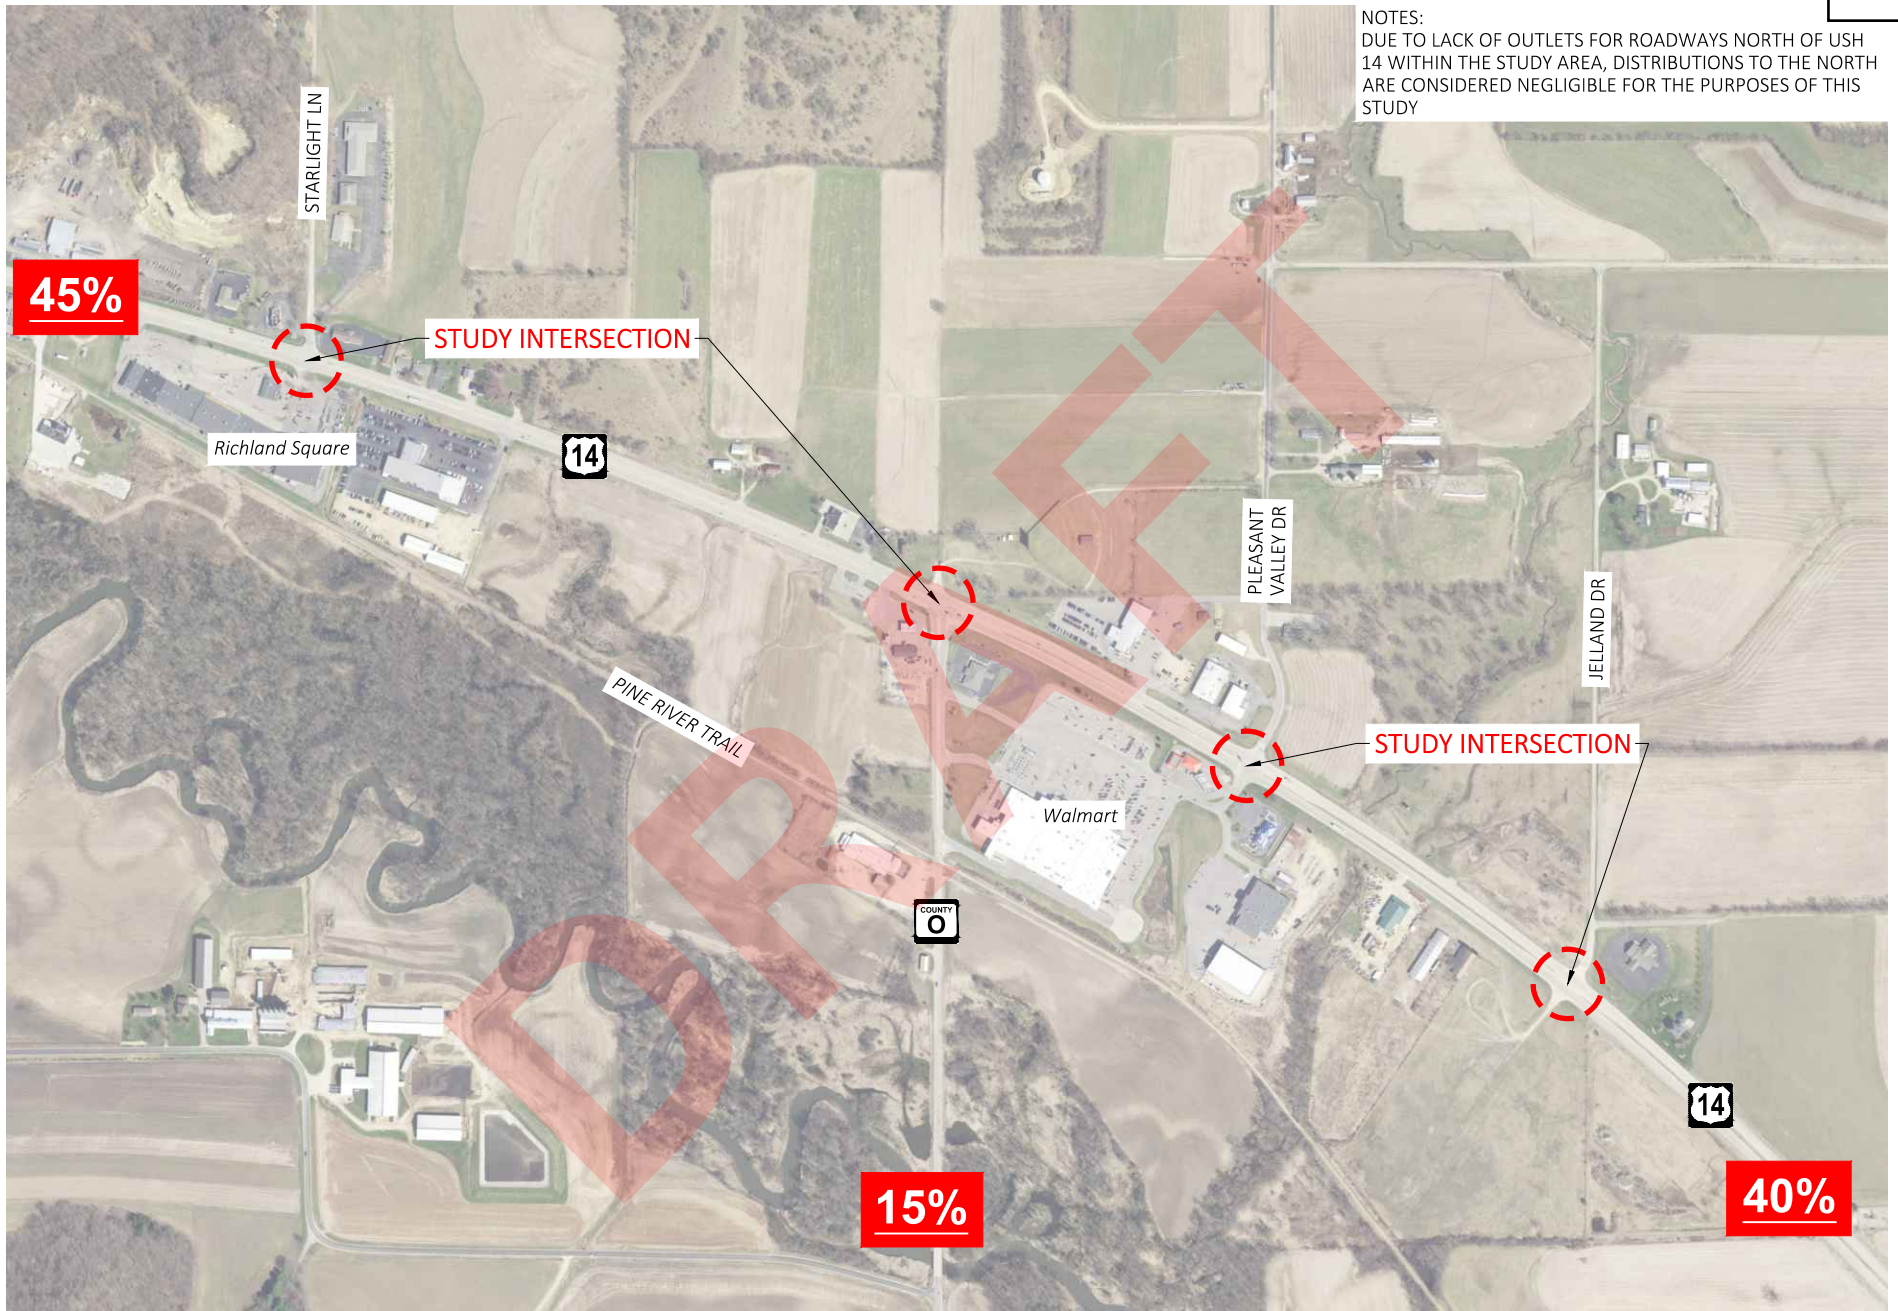 NOTES:
DUE TO LACK OF OUTLETS FOR ROADWAYS NORTH OF USH
14 WITHIN THE STUDY AREA, DISTRIBUTIONS TO THE NORTH
ARE CONSIDERED NEGLIGIBLE FOR THE PURPOSES OF THIS
STUDY
STARLIGHT LN
45%
STUDY INTERSECTION
Richland Square
14
PLEASANT
VALLEY DR
JELLAND DR
PINE RIVER TRAIL
STUDY INTERSECTION
Walmart
COUNTY
O
14
15%
40%
DRAFT